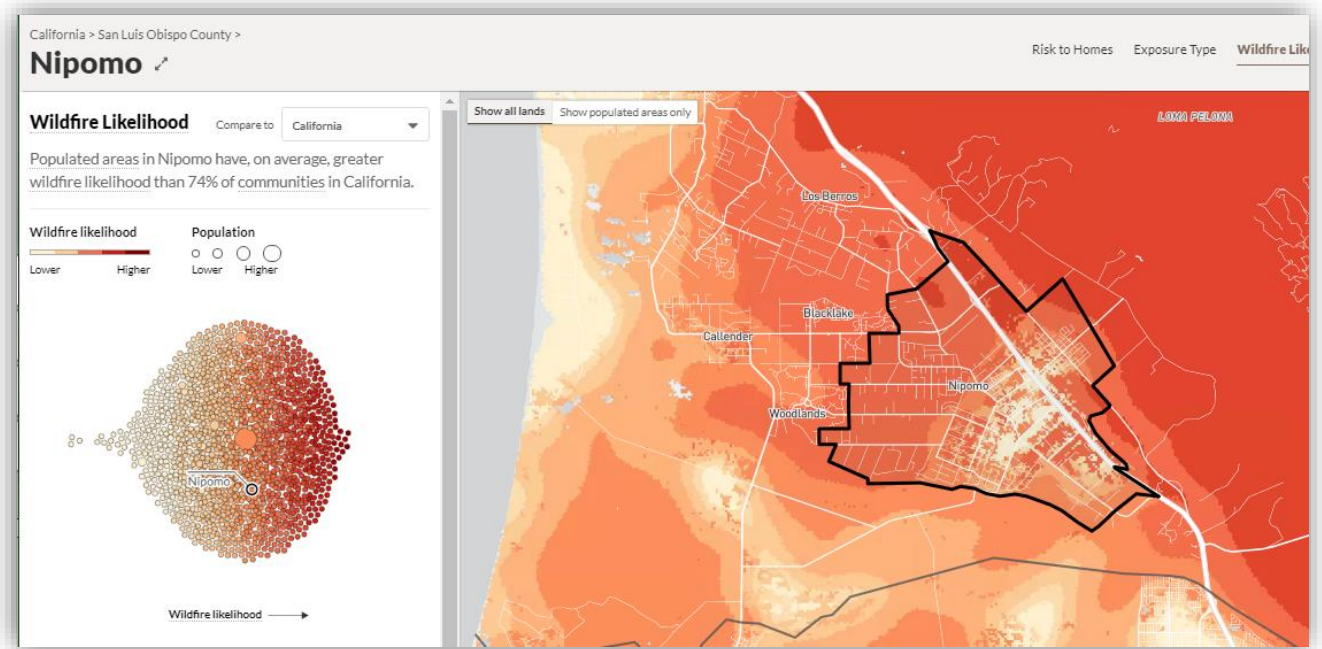 California > San Luis Obispo County >
Nipomo
Risk to Homes Exposure Type Wildfire Like
Wildfire Likelihood Compare to California
Populated areas in Nipomo have, on average, greater
wildfire likelihood than 74% of communities in California.
Wildfire likelihood Population
Lower Higher Lower Higher
Nipomo
Wildfire likelihood
Show all lands Show populated areas only
LOMA PELONA
Los Berros
Blacklake
Callender
Nipomo
Woodlands